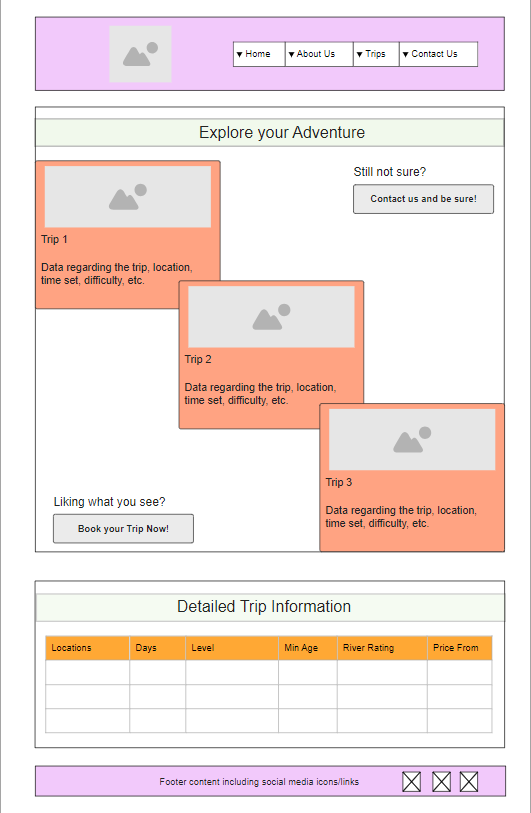 ▼ Home ▼ About Us ▼ Trips ▼ Contact Us
Explore your Adventure
Still not sure?
Contact us and be sure!
Trip 1
Data regarding the trip, location,
time set, difficulty, etc.
Trip 2
Data regarding the trip, location,
time set, difficulty, etc.
Trip 3
Data regarding the trip, location,
time set, difficulty, etc.
Liking what you see?
Book your Trip Now!
Detailed Trip Information
Locations Days Level Min Age River Rating Price From
Footer content including social media icons/links